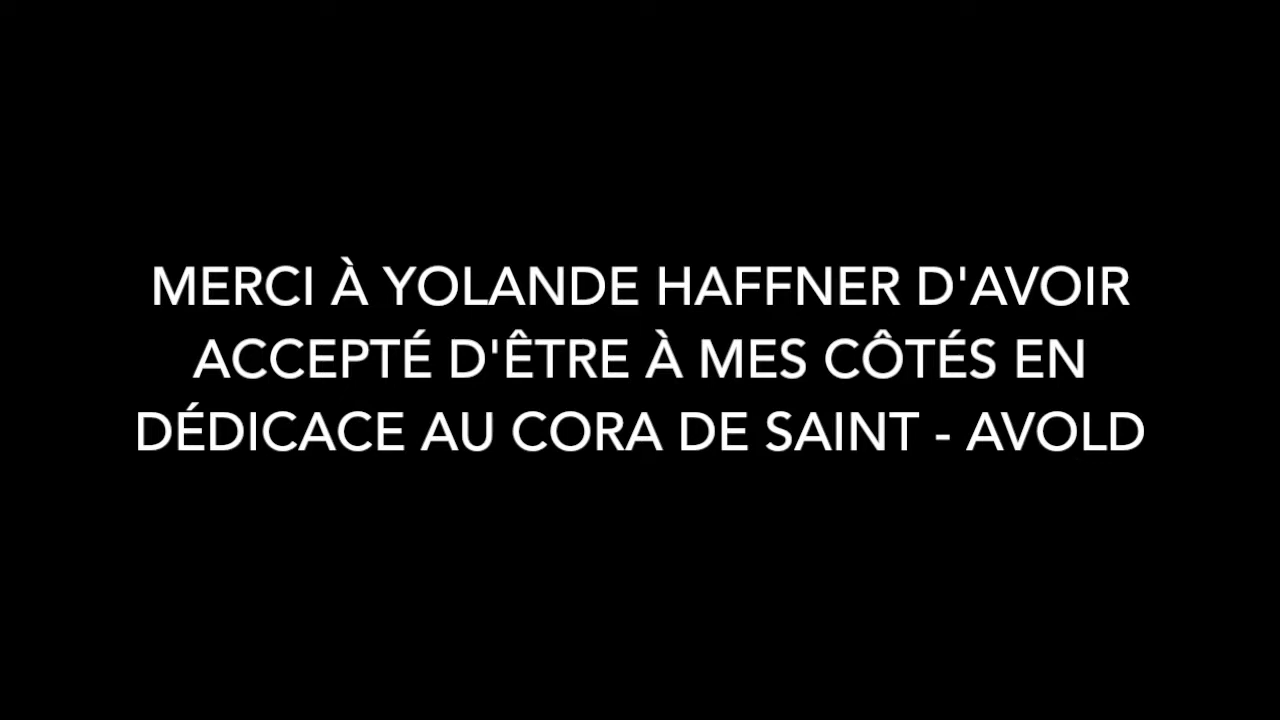 MERCI À YOLANDE HAFFNER D'AVOIR
ACCEPTÉ D'ÊTRE À MES CÔTÉS EN
DÉDICACE AU CORA DE SAINT - AVOLD